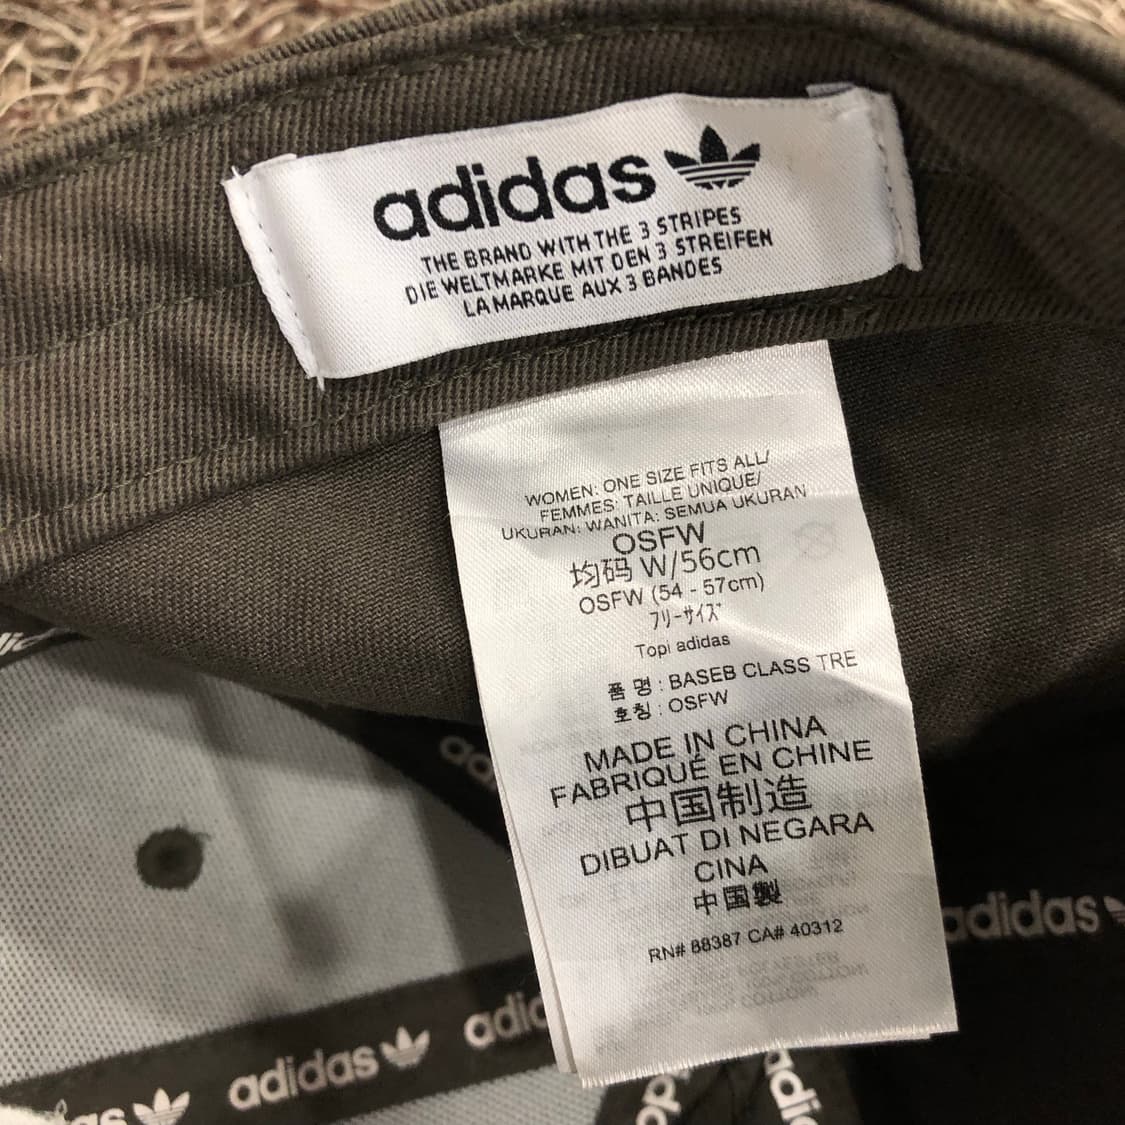 adidas
THE BRAND WITH THE 3 STRIPES
DIE WELTMARKE MIT DEN 3 STREIFEN
LA MARQUE AUX 3 BANDES
WOMEN: ONE SIZE FITS ALL/
FEMMES: TAILLE UNIQUE/
UKURAN: WANITA: SEMUA UKURAN
OSFW
均码 W/56cm
OSFW (54 - 57cm)
フリーサイズ
Topi adidas
품 명 : BASEB CLASS TRE
호칭 : OSFW
MADE IN CHINA
FABRIQUÉ EN CHINE
中国制造
DIBUAT DI NEGARA
CINA
中国製
RN# 88387 CA# 40312
adidas
adidas